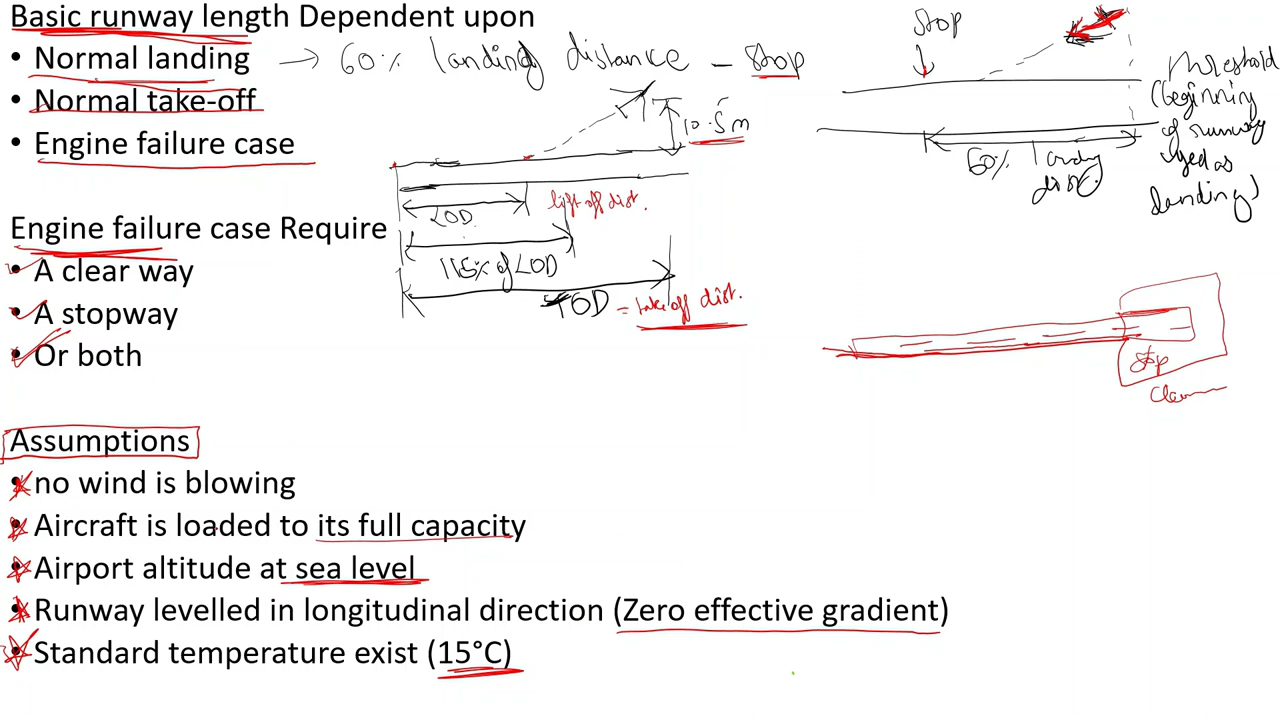 Basic runway length Dependent upon
• Normal landing → 60% landing distance – stop
• Normal take-off
• Engine failure case
10.5m
LOD
lift off dist.
115% of LOD
TOD = take off dist.
Stop
60% landing dist.
Threshold
(beginning
of runway
used as
landing)
Engine failure case Require
• A clear way
• A stopway
• Or both
Stop
Assumptions
• no wind is blowing
• Aircraft is loaded to its full capacity
• Airport altitude at sea level
• Runway levelled in longitudinal direction (Zero effective gradient)
• Standard temperature exist (15°C)